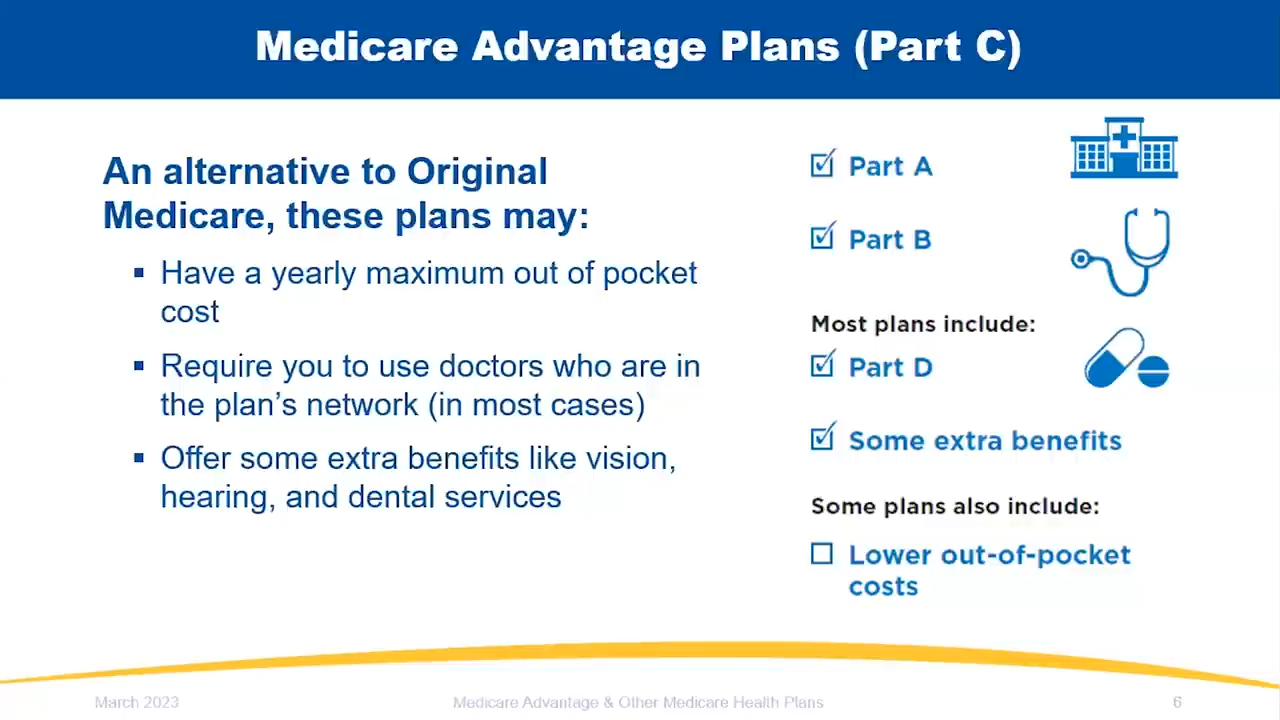 Medicare Advantage Plans (Part C)
An alternative to Original
Medicare, these plans may:
▪ Have a yearly maximum out of pocket
cost
▪ Require you to use doctors who are in
the plan’s network (in most cases)
▪ Offer some extra benefits like vision,
hearing, and dental services
☑ Part A
☑ Part B
Most plans include:
☑ Part D
☑ Some extra benefits
Some plans also include:
☐ Lower out-of-pocket
costs
March 2023
Medicare Advantage & Other Medicare Health Plans
6